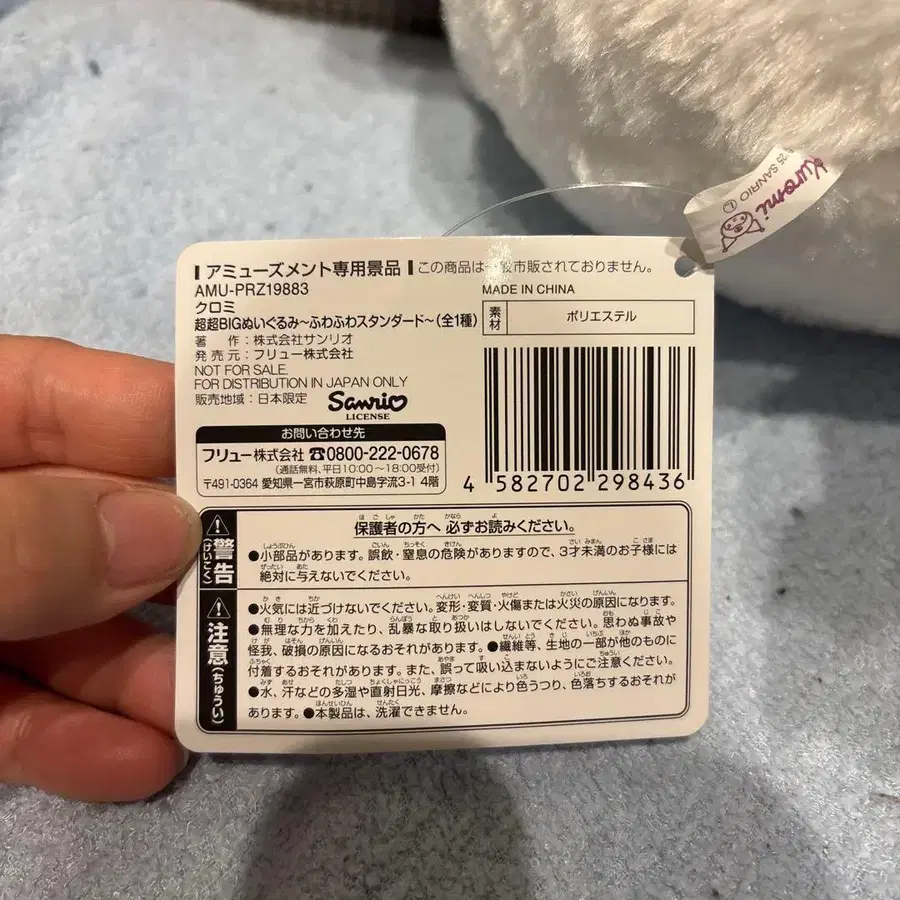 アミューズメント専用景品 この商品は一般市販されておりません。
AMU-PRZ19883
クロミ
超超BIGぬいぐるみ～ふわふわスタンダード～(全1種)
著 作:株式会社サンリオ
発 売 元:フリュー株式会社
NOT FOR SALE.
FOR DISTRIBUTION IN JAPAN ONLY
販売地域:日本限定
Sanrio
LICENSE
MADE IN CHINA
素材 ポリエステル
お問い合わせ先
フリュー株式会社 ☎0800-222-0678
(通話無料、平日10:00～18:00受付)
〒491-0364 愛知県一宮市萩原町中島字流3-1 4階
4 582702 298436
警告(けいこく)
保護者の方へ 必ずお読みください。
●小部品があります。誤飲・窒息の危険がありますので、3才未満のお子様には
絶対に与えないでください。
注意(ちゅうい)
●火気には近づけないでください。変形・変質・火傷または火災の原因になります。
●無理な力を加えたり、乱暴な取り扱いはしないでください。思わぬ事故や
怪我、破損の原因になるおそれがあります。●繊維等、生地の一部が他のものに
付着するおそれがあります。また、誤って吸い込まないようにご注意ください。
●水、汗などの多湿や直射日光、摩擦などにより色うつり、色落ちするおそれが
あります。●本製品は、洗濯できません。
Kuromi
SANRIO Ⓛ